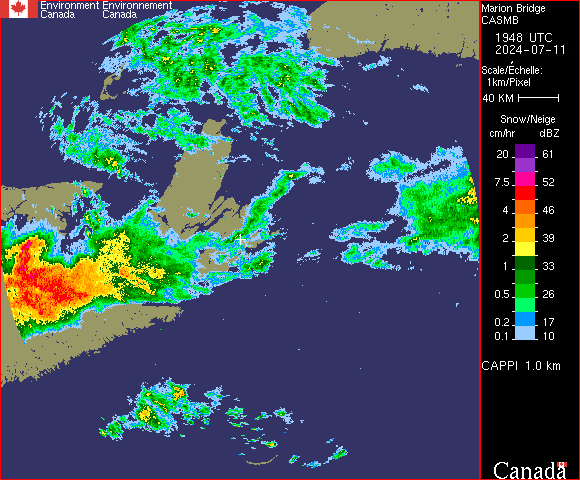 Environment Environnement
Canada Canada
Marion Bridge
CASMB
1948 UTC
2024-07-11
Scale/Échelle:
1km/Pixel
40 KM
Snow/Neige
cm/hr dBZ
20 61
7.5 52
4 46
2 39
1 33
0.5 26
0.2 17
0.1 10
CAPPI 1.0 km
Canada